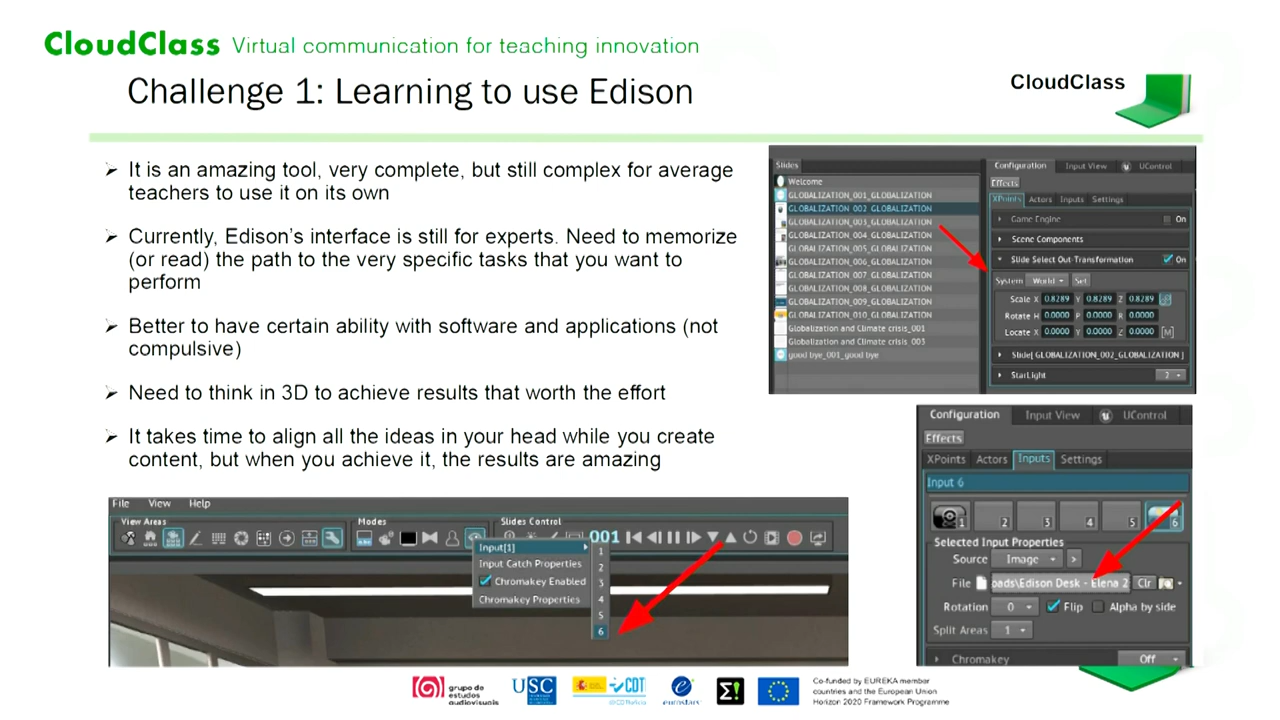 CloudClass Virtual communication for teaching innovation
Challenge 1: Learning to use Edison
CloudClass
It is an amazing tool, very complete, but still complex for average
teachers to use it on its own
Currently, Edison's interface is still for experts. Need to memorize
(or read) the path to the very specific tasks that you want to
perform
Better to have certain ability with software and applications (not
compulsive)
Need to think in 3D to achieve results that worth the effort
It takes time to align all the ideas in your head while you create
content, but when you achieve it, the results are amazing
Slides
Welcome
GLOBALIZATION_001_GLOBALIZATION
GLOBALIZATION_002_GLOBALIZATION
GLOBALIZATION_003_GLOBALIZATION
GLOBALIZATION_004_GLOBALIZATION
GLOBALIZATION_005_GLOBALIZATION
GLOBALIZATION_006_GLOBALIZATION
GLOBALIZATION_007_GLOBALIZATION
GLOBALIZATION_008_GLOBALIZATION
GLOBALIZATION_009_GLOBALIZATION
GLOBALIZATION_010_GLOBALIZATION
Globalization and Climate crisis_001
Globalization and Climate crisis_003
good bye_001_good bye
Configuration Input View UControl
Effects
XPoints Actors Inputs Settings
Game Engine On
Scene Components
Slide Select Out-Transformation On
System World Set
Scale X 0.8289 Y 0.8289 Z 0.8289
Rotate H 0.0000 P 0.0000 R 0.0000
Locate X 0.0000 Y 0.0000 Z 0.0000 [M]
Slide[ GLOBALIZATION_002_GLOBALIZATION ]
StarLight 2
Configuration Input View UControl
Effects
XPoints Actors Inputs Settings
Input 6
1 2 3 4 5 6
Selected Input Properties
Source Image >
File oads\Edison Desk - Elena 2 Clr
Rotation 0 Flip Alpha by side
Split Areas 1
Chromakey Off
File View Help
View Areas Modes Slides Control
001
Input[1]
Input Catch Properties
Chromakey Enabled
Chromakey Properties
1
2
3
4
5
6
grupo de
estudos
audiovisuais
USC
CDTI
eurostars
Σ!
Co-funded by EUREKA member
countries and the European Union
Horizon 2020 Framework Programme